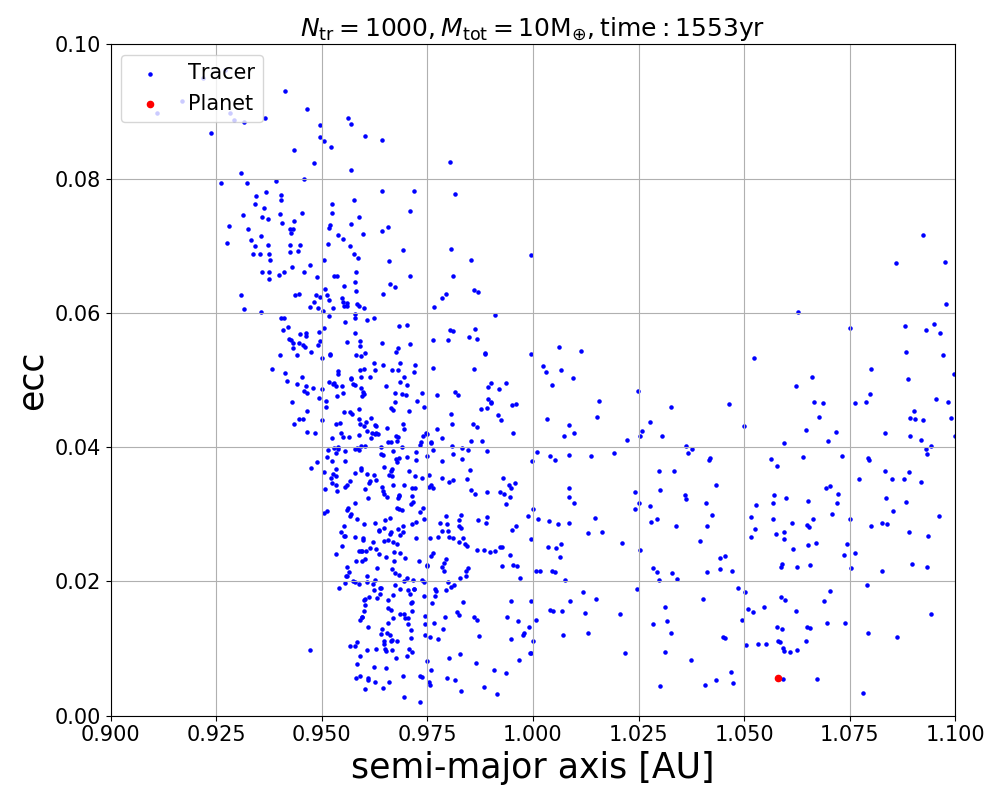 N_tr = 1000, M_tot = 10M_⊕, time : 1553yr
Tracer
Planet
ecc
0.10
0.08
0.06
0.04
0.02
0.00
0.900 0.925 0.950 0.975 1.000 1.025 1.050 1.075 1.100
semi-major axis [AU]